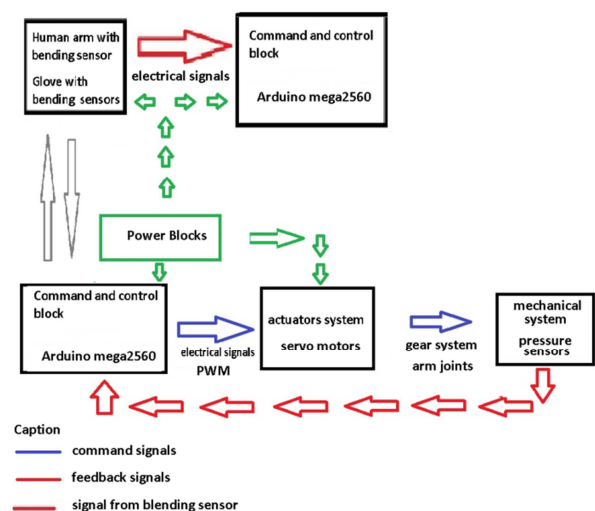 Human arm with
bending sensor
Glove with
bending sensors
electrical signals
Command and control
block
Arduino mega2560
Power Blocks
Command and control
block
Arduino mega2560
electrical signals
PWM
actuators system
servo motors
gear system
arm joints
mechanical
system
pressure
sensors
Caption
command signals
feedback signals
signal from blending sensor